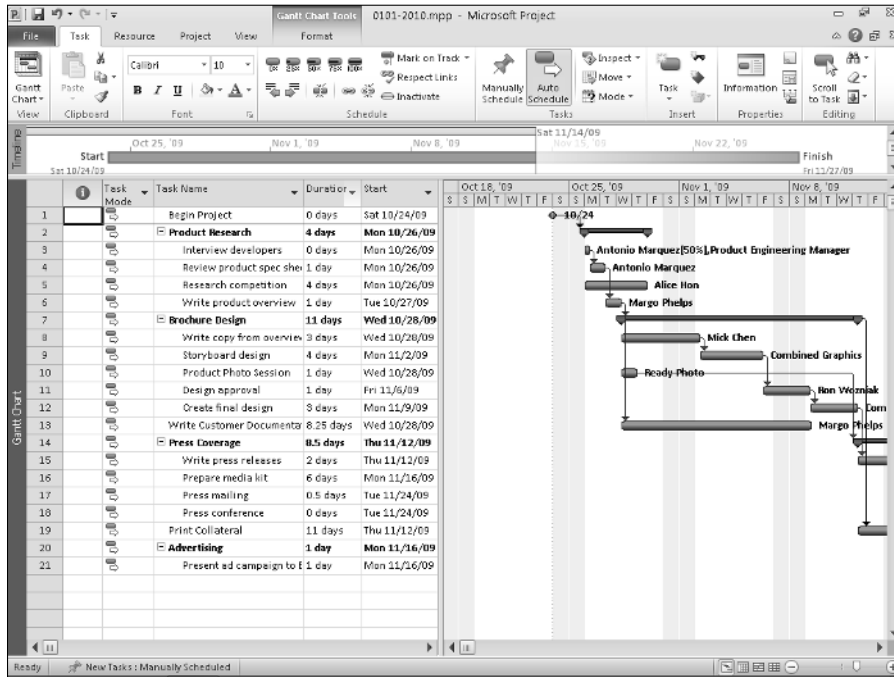 Gantt Chart Tools 0101-2010.mpp - Microsoft Project
File Task Resource Project View Format
Calibri 10
Mark on Track Inspect
0% 25% 50% 75% 100%
Respect Links Move
Gantt Chart Paste B I U A Inactivate Manually Schedule Auto Schedule Mode Task Information Scroll to Task
View Clipboard Font Schedule Tasks Insert Properties Editing
Timeline
Sat 11/14/09
Oct 25, '09 Nov 1, '09 Nov 8, '09 Nov 15, '09 Nov 22, '09
Start Finish
Sat 10/24/09 Fri 11/27/09
Task Mode Task Name Duration Start
Oct 18, '09 Oct 25, '09 Nov 1, '09 Nov 8, '09
S S M T W T F S S M T W T F S S M T W T F S S M T W T F
1 Begin Project 0 days Sat 10/24/09 10/24
2 Product Research 4 days Mon 10/26/09
3 Interview developers 0 days Mon 10/26/09 Antonio Marquez[50%],Product Engineering Manager
4 Review product spec she 1 day Mon 10/26/09 Antonio Marquez
5 Research competition 4 days Mon 10/26/09 Alice Hon
6 Write product overview 1 day Tue 10/27/09 Margo Phelps
7 Brochure Design 11 days Wed 10/28/09
8 Write copy from overview 3 days Wed 10/28/09 Mick Chen
9 Storyboard design 4 days Mon 11/2/09 Combined Graphics
10 Product Photo Session 1 day Wed 10/28/09 Ready Photo
11 Design approval 1 day Fri 11/6/09 Ron Wozniak
12 Create final design 3 days Mon 11/9/09 Com
13 Write Customer Documenta 8.25 days Wed 10/28/09 Margo Phelps
14 Press Coverage 8.5 days Thu 11/12/09
15 Write press releases 2 days Thu 11/12/09
16 Prepare media kit 6 days Mon 11/16/09
17 Press mailing 0.5 days Tue 11/24/09
18 Press conference 0 days Tue 11/24/09
19 Print Collateral 11 days Thu 11/12/09
20 Advertising 1 day Mon 11/16/09
21 Present ad campaign to 1 day Mon 11/16/09
Gantt Chart
Ready New Tasks : Manually Scheduled